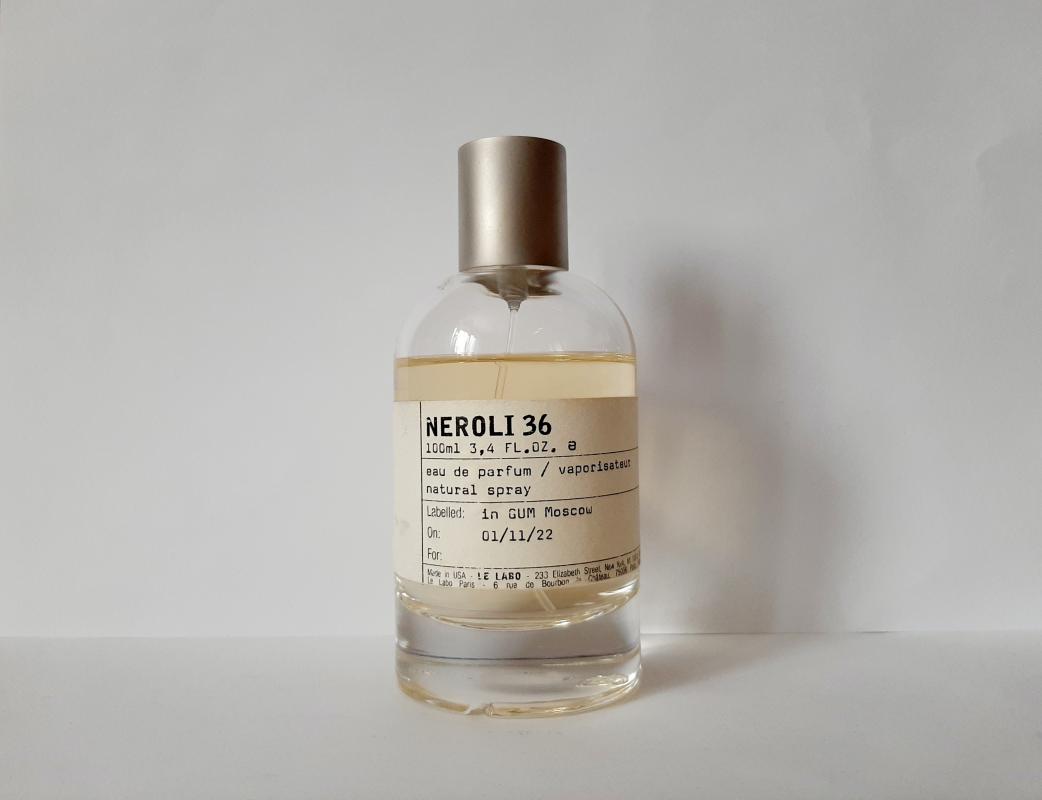 NEROLI 36
100ml 3,4 FL.OZ. e
eau de parfum / vaporisateur
natural spray
Labelled: in GUM Moscow
On: 01/11/22
For:
Made in USA - LE LABO - 233 Elizabeth Street, New York,
Le Labo Paris - 6 rue de Bourbon le Château,